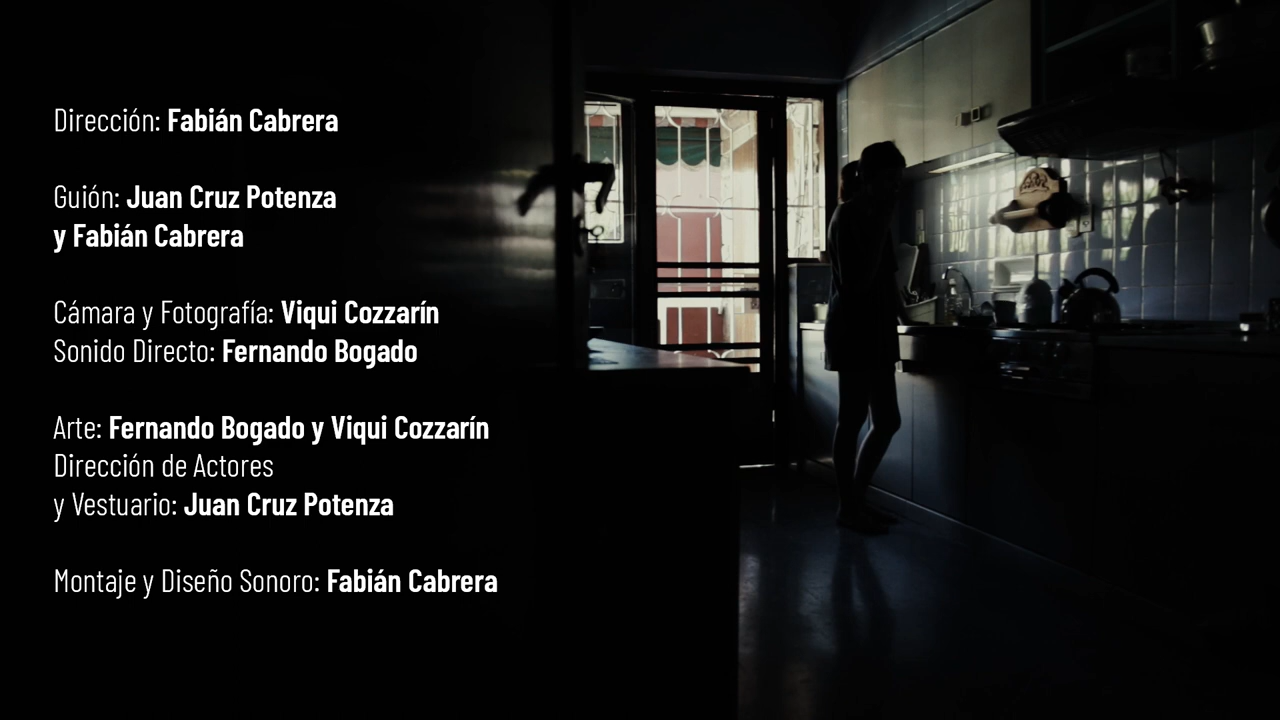 Dirección: Fabián Cabrera
Guión: Juan Cruz Potenza
y Fabián Cabrera
Cámara y Fotografía: Viqui Cozzarín
Sonido Directo: Fernando Bogado
Arte: Fernando Bogado y Viqui Cozzarín
Dirección de Actores
y Vestuario: Juan Cruz Potenza
Montaje y Diseño Sonoro: Fabián Cabrera